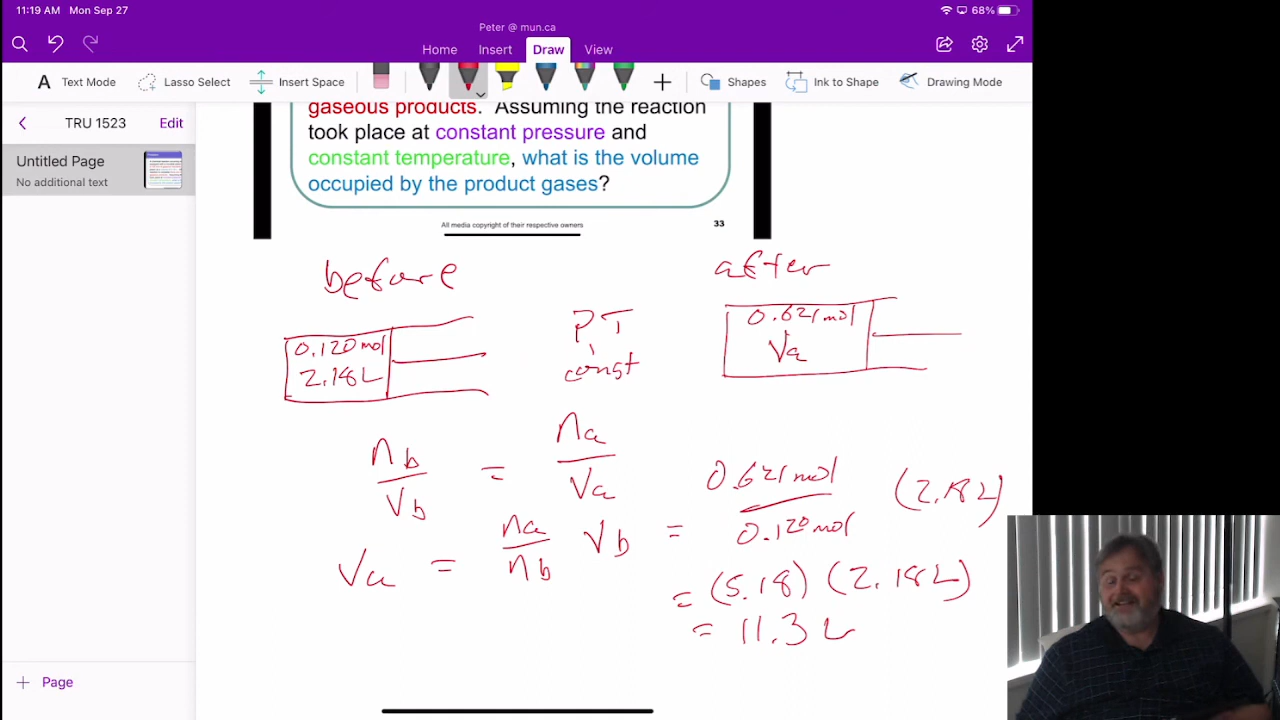 11:19 AM Mon Sep 27
68%
Peter @ mun.ca
Home Insert Draw View
Text Mode Lasso Select Insert Space Shapes Ink to Shape Drawing Mode
TRU 1523 Edit
Untitled Page
No additional text
gaseous products. Assuming the reaction
took place at constant pressure and
constant temperature, what is the volume
occupied by the product gases?
All media copyright of their respective owners
33
before
after
0.120 mol
2.18 L
P T
const
0.621 mol
Va
nb / Vb = na / Va
Va = na / nb Vb = 0.621 mol / 0.120 mol (2.18 L)
= (5.18) (2.18 L)
= 11.3 L
Page